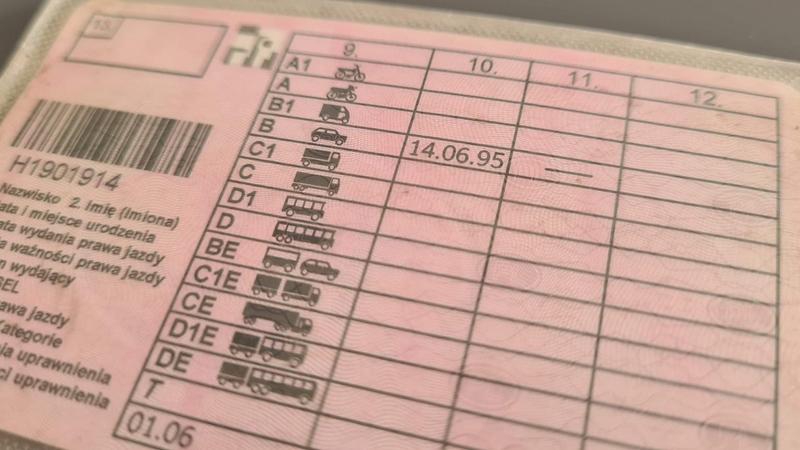 13.
9. 10. 11. 12.
A1
A
B1
B 14.06.95 —
C1
C
D1
D
BE
C1E
CE
D1E
DE
T
01.06
H1901914
Nazwisko 2. Imię (Imiona)
ata i miejsce urodzenia
ata wydania prawa jazdy
a ważności prawa jazdy
n wydający
SEL
awa jazdy
Kategorie
ia uprawnienia
ci uprawnienia